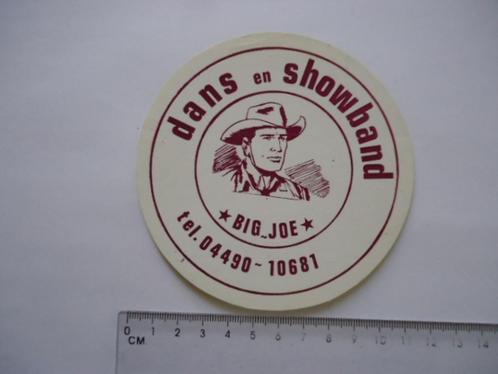 dans en showband
★ BIG JOE ★
tel. 04490-10681
0 1 2 3 4 5 6 7 8 9 10 11 12 13 14
CM